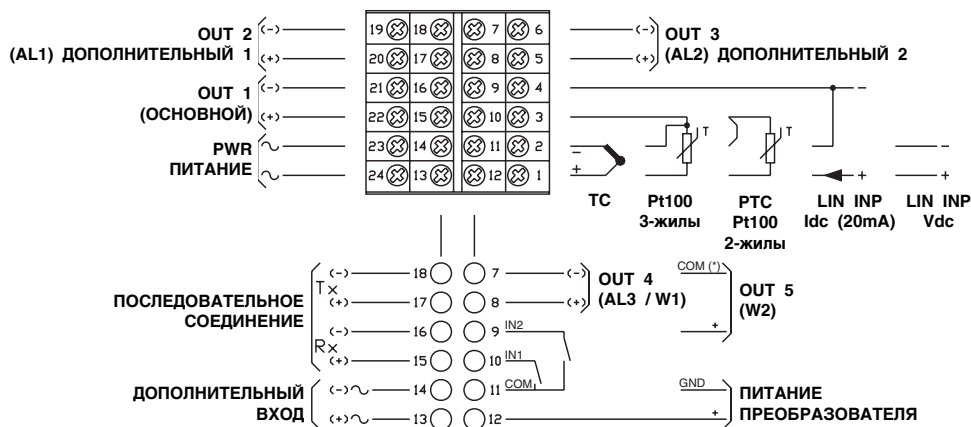 OUT 2 (-)
(AL1) ДОПОЛНИТЕЛЬНЫЙ 1 (+)
OUT 1 (-)
(ОСНОВНОЙ) (+)
PWR
ПИТАНИЕ
19 18 7 6
20 17 8 5
21 16 9 4
22 15 10 3
23 14 11 2
24 13 12 1
(-) OUT 3
(+) (AL2) ДОПОЛНИТЕЛЬНЫЙ 2
T T
- -
- +
+ +
TC
Pt100
3-жилы
PTC
Pt100
2-жилы
LIN INP
Idc (20mA)
LIN INP
Vdc
ПОСЛЕДОВАТЕЛЬНОЕ
СОЕДИНЕНИЕ
Tx
(-) 18
(+) 17
Rx
(-) 16
(+) 15
ДОПОЛНИТЕЛЬНЫЙ
ВХОД
(-) 14
(+) 13
7 (-) OUT 4
8 (+) (AL3 / W1)
9 IN2
10 IN1
11 COM
12
COM (*)
+
OUT 5
(W2)
GND
+
ПИТАНИЕ
ПРЕОБРАЗОВАТЕЛЯ